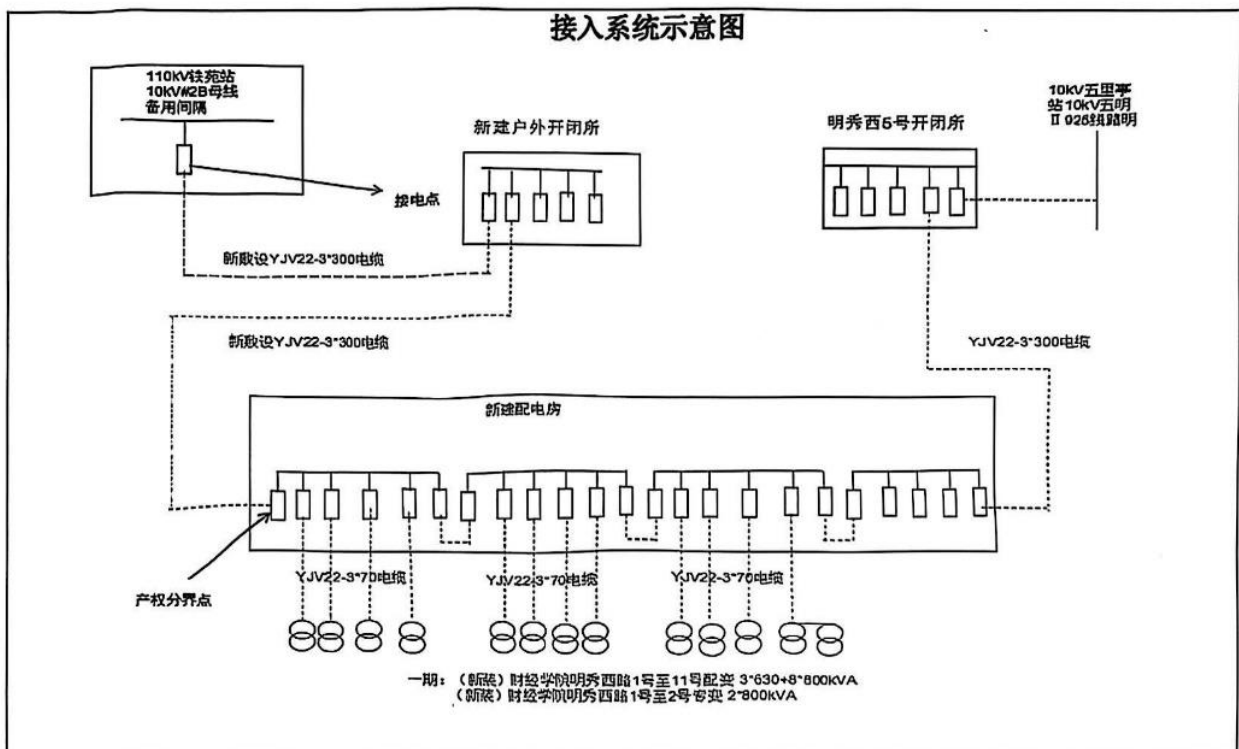 接入系统示意图
110kV铁苑站
10kV#2B母线
备用间隔
接电点
新建户外开闭所
明秀西5号开闭所
10kV五里亭
站10kV五明
Ⅱ926线路明
新敷设YJV22-3*300电缆
新敷设YJV22-3*300电缆
YJV22-3*300电缆
新建配电房
产权分界点
YJV22-3*70电缆
YJV22-3*70电缆
YJV22-3*70电缆
一期：（新装）财经学院明秀西路1号至11号配变 3*630+8*800kVA
（新装）财经学院明秀西路1号至2号专变 2*800kVA